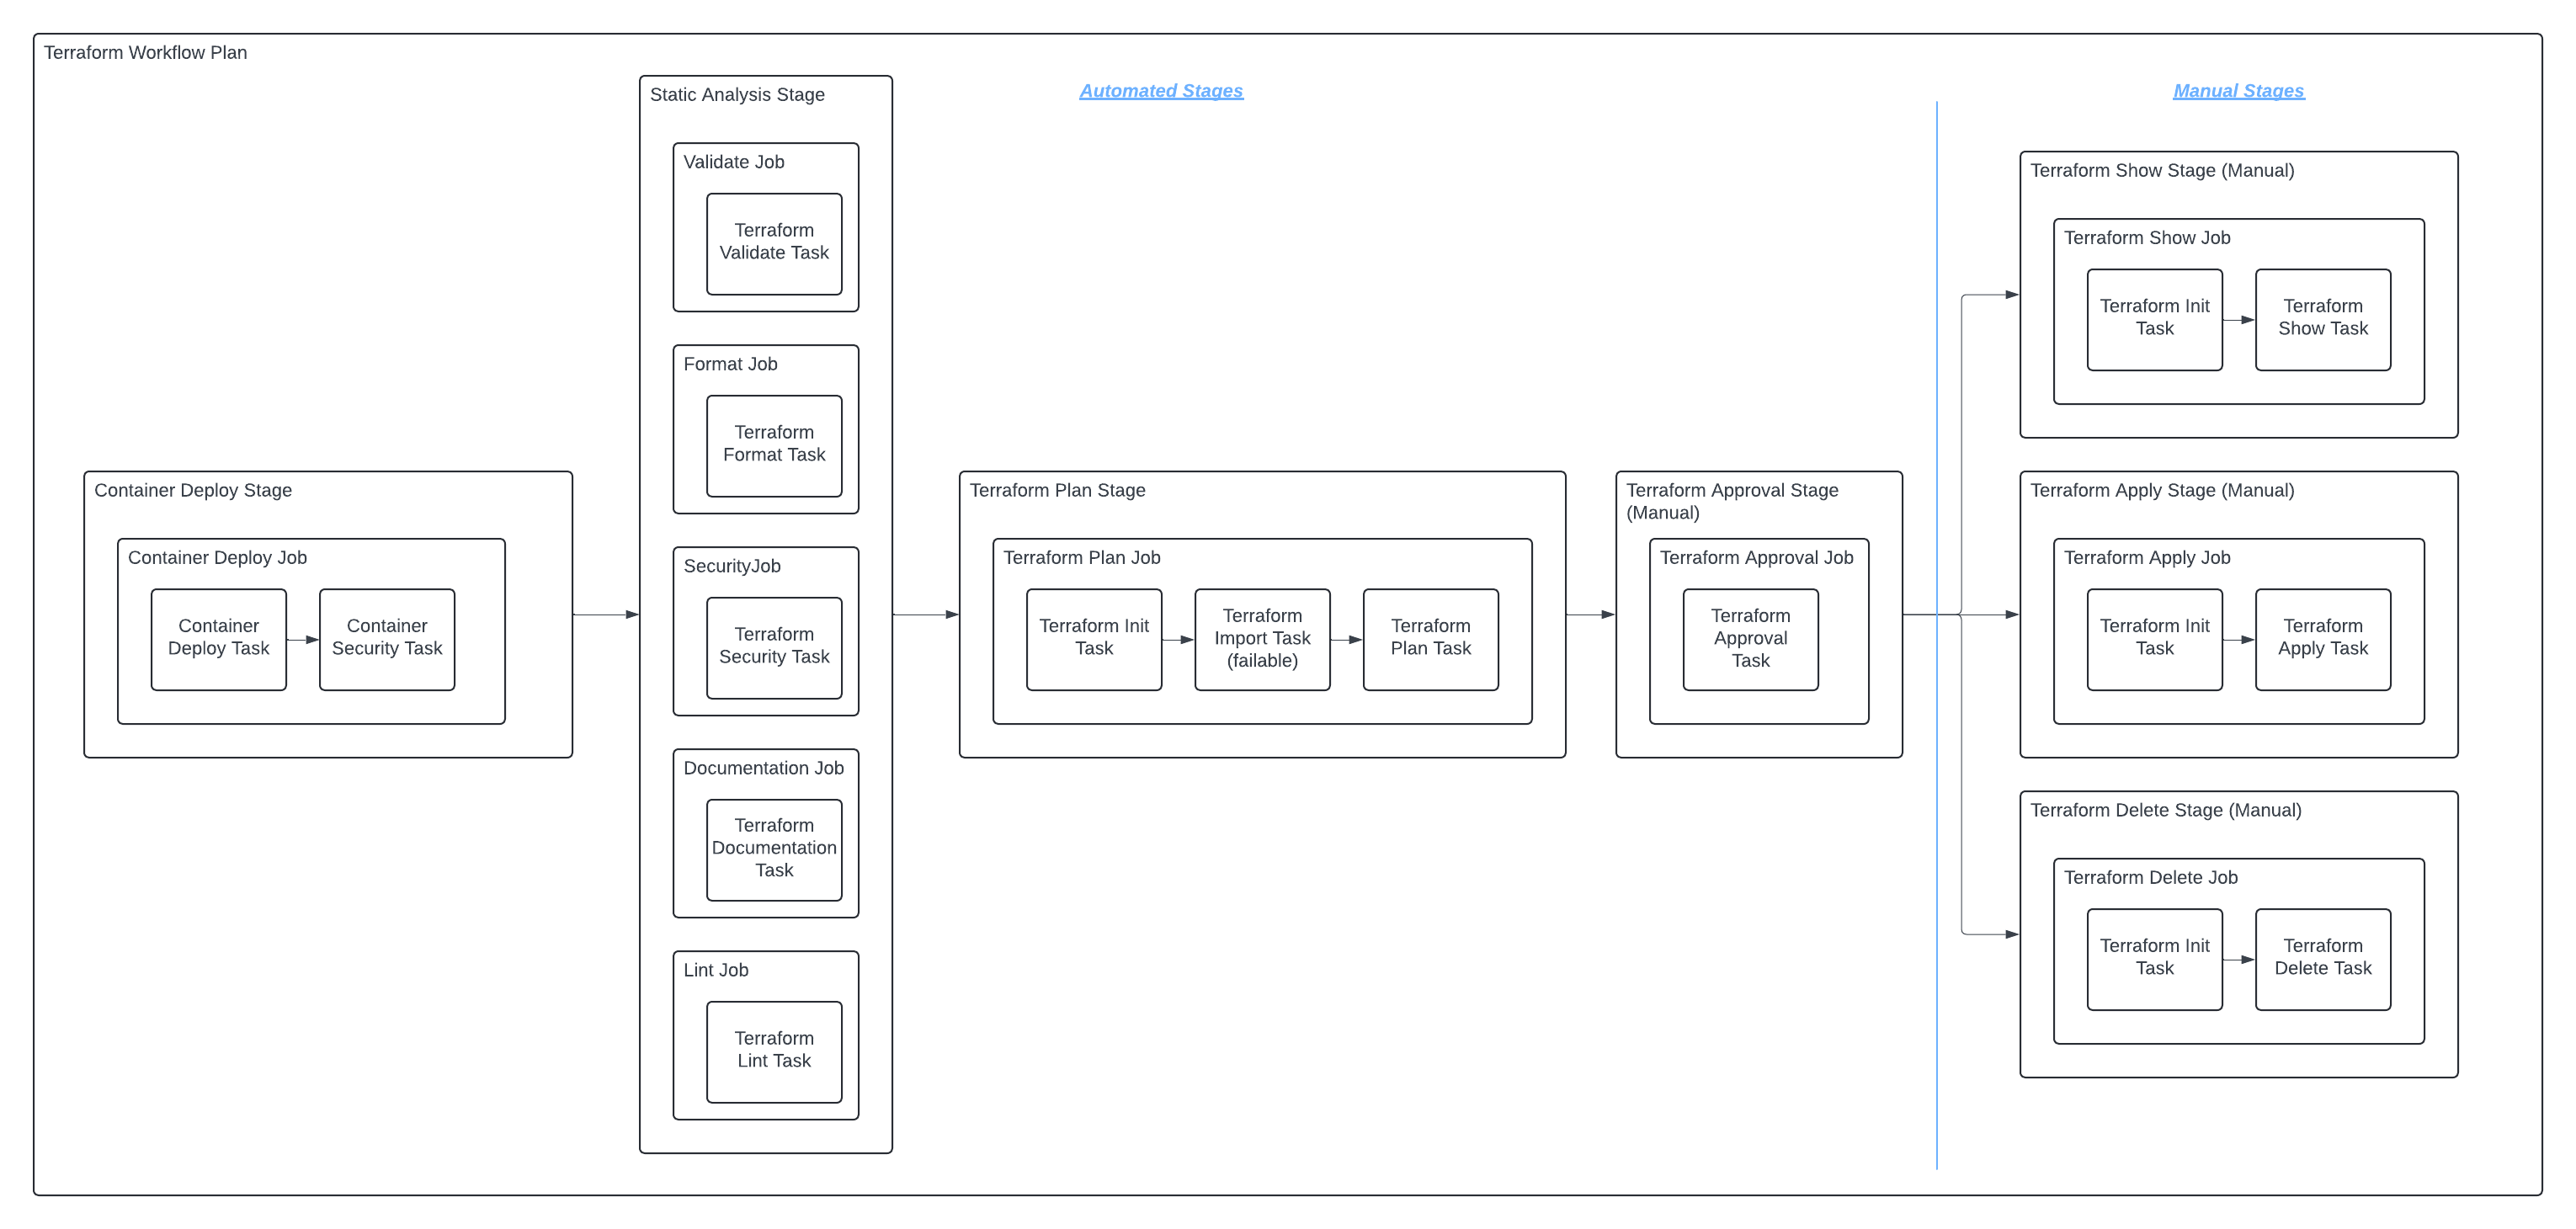 Terraform Workflow Plan
Automated Stages
Manual Stages
Container Deploy Stage
Container Deploy Job
Container
Deploy Task
Container
Security Task
Static Analysis Stage
Validate Job
Terraform
Validate Task
Format Job
Terraform
Format Task
SecurityJob
Terraform
Security Task
Documentation Job
Terraform
Documentation
Task
Lint Job
Terraform
Lint Task
Terraform Plan Stage
Terraform Plan Job
Terraform Init
Task
Terraform
Import Task
(failable)
Terraform
Plan Task
Terraform Approval Stage
(Manual)
Terraform Approval Job
Terraform
Approval
Task
Terraform Show Stage (Manual)
Terraform Show Job
Terraform Init
Task
Terraform
Show Task
Terraform Apply Stage (Manual)
Terraform Apply Job
Terraform Init
Task
Terraform
Apply Task
Terraform Delete Stage (Manual)
Terraform Delete Job
Terraform Init
Task
Terraform
Delete Task